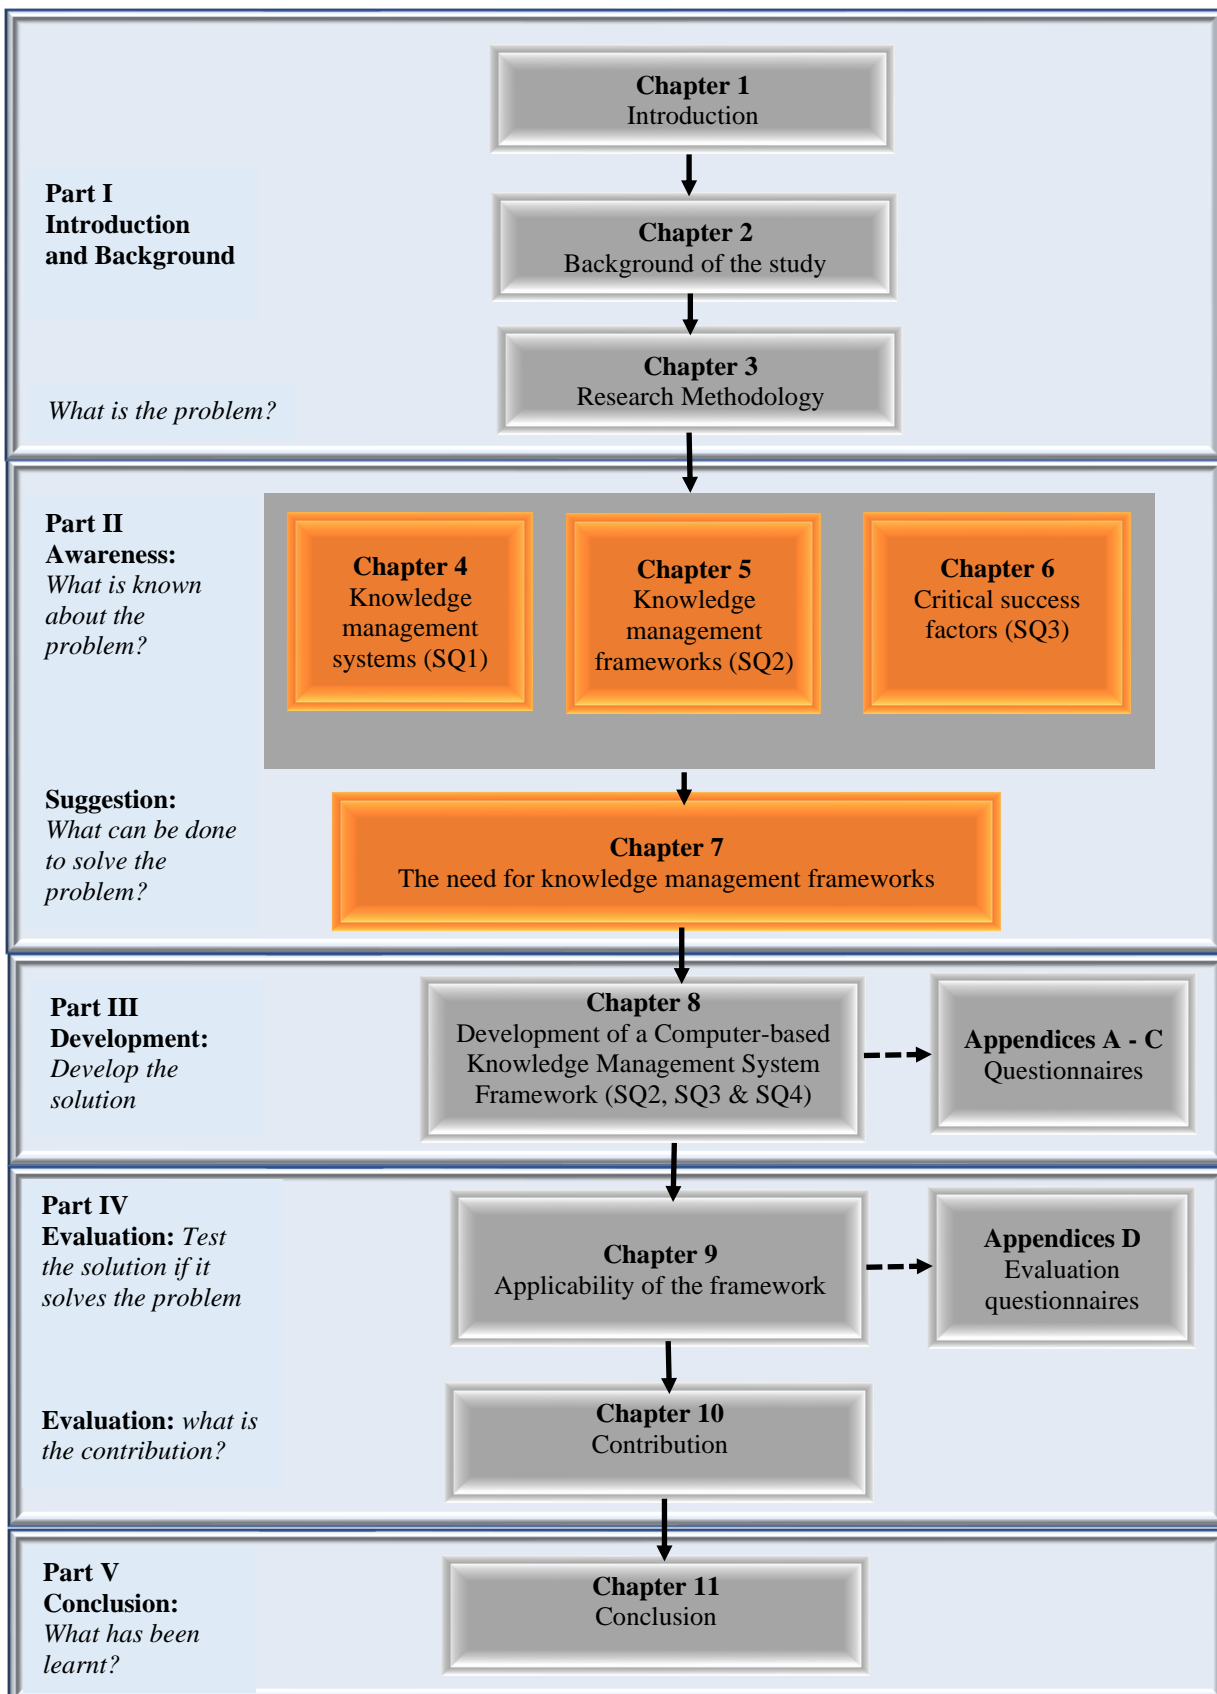 Chapter 1
Introduction
Part I
Introduction
and Background
Chapter 2
Background of the study
Chapter 3
Research Methodology
What is the problem?
Part II
Awareness:
What is known
about the
problem?
Chapter 4
Knowledge
management
systems (SQ1)
Chapter 5
Knowledge
management
frameworks (SQ2)
Chapter 6
Critical success
factors (SQ3)
Suggestion:
What can be done
to solve the
problem?
Chapter 7
The need for knowledge management frameworks
Part III
Development:
Develop the
solution
Chapter 8
Development of a Computer-based
Knowledge Management System
Framework (SQ2, SQ3 & SQ4)
Appendices A - C
Questionnaires
Part IV
Evaluation: Test
the solution if it
solves the problem
Chapter 9
Applicability of the framework
Appendices D
Evaluation
questionnaires
Evaluation: what is
the contribution?
Chapter 10
Contribution
Part V
Conclusion:
What has been
learnt?
Chapter 11
Conclusion